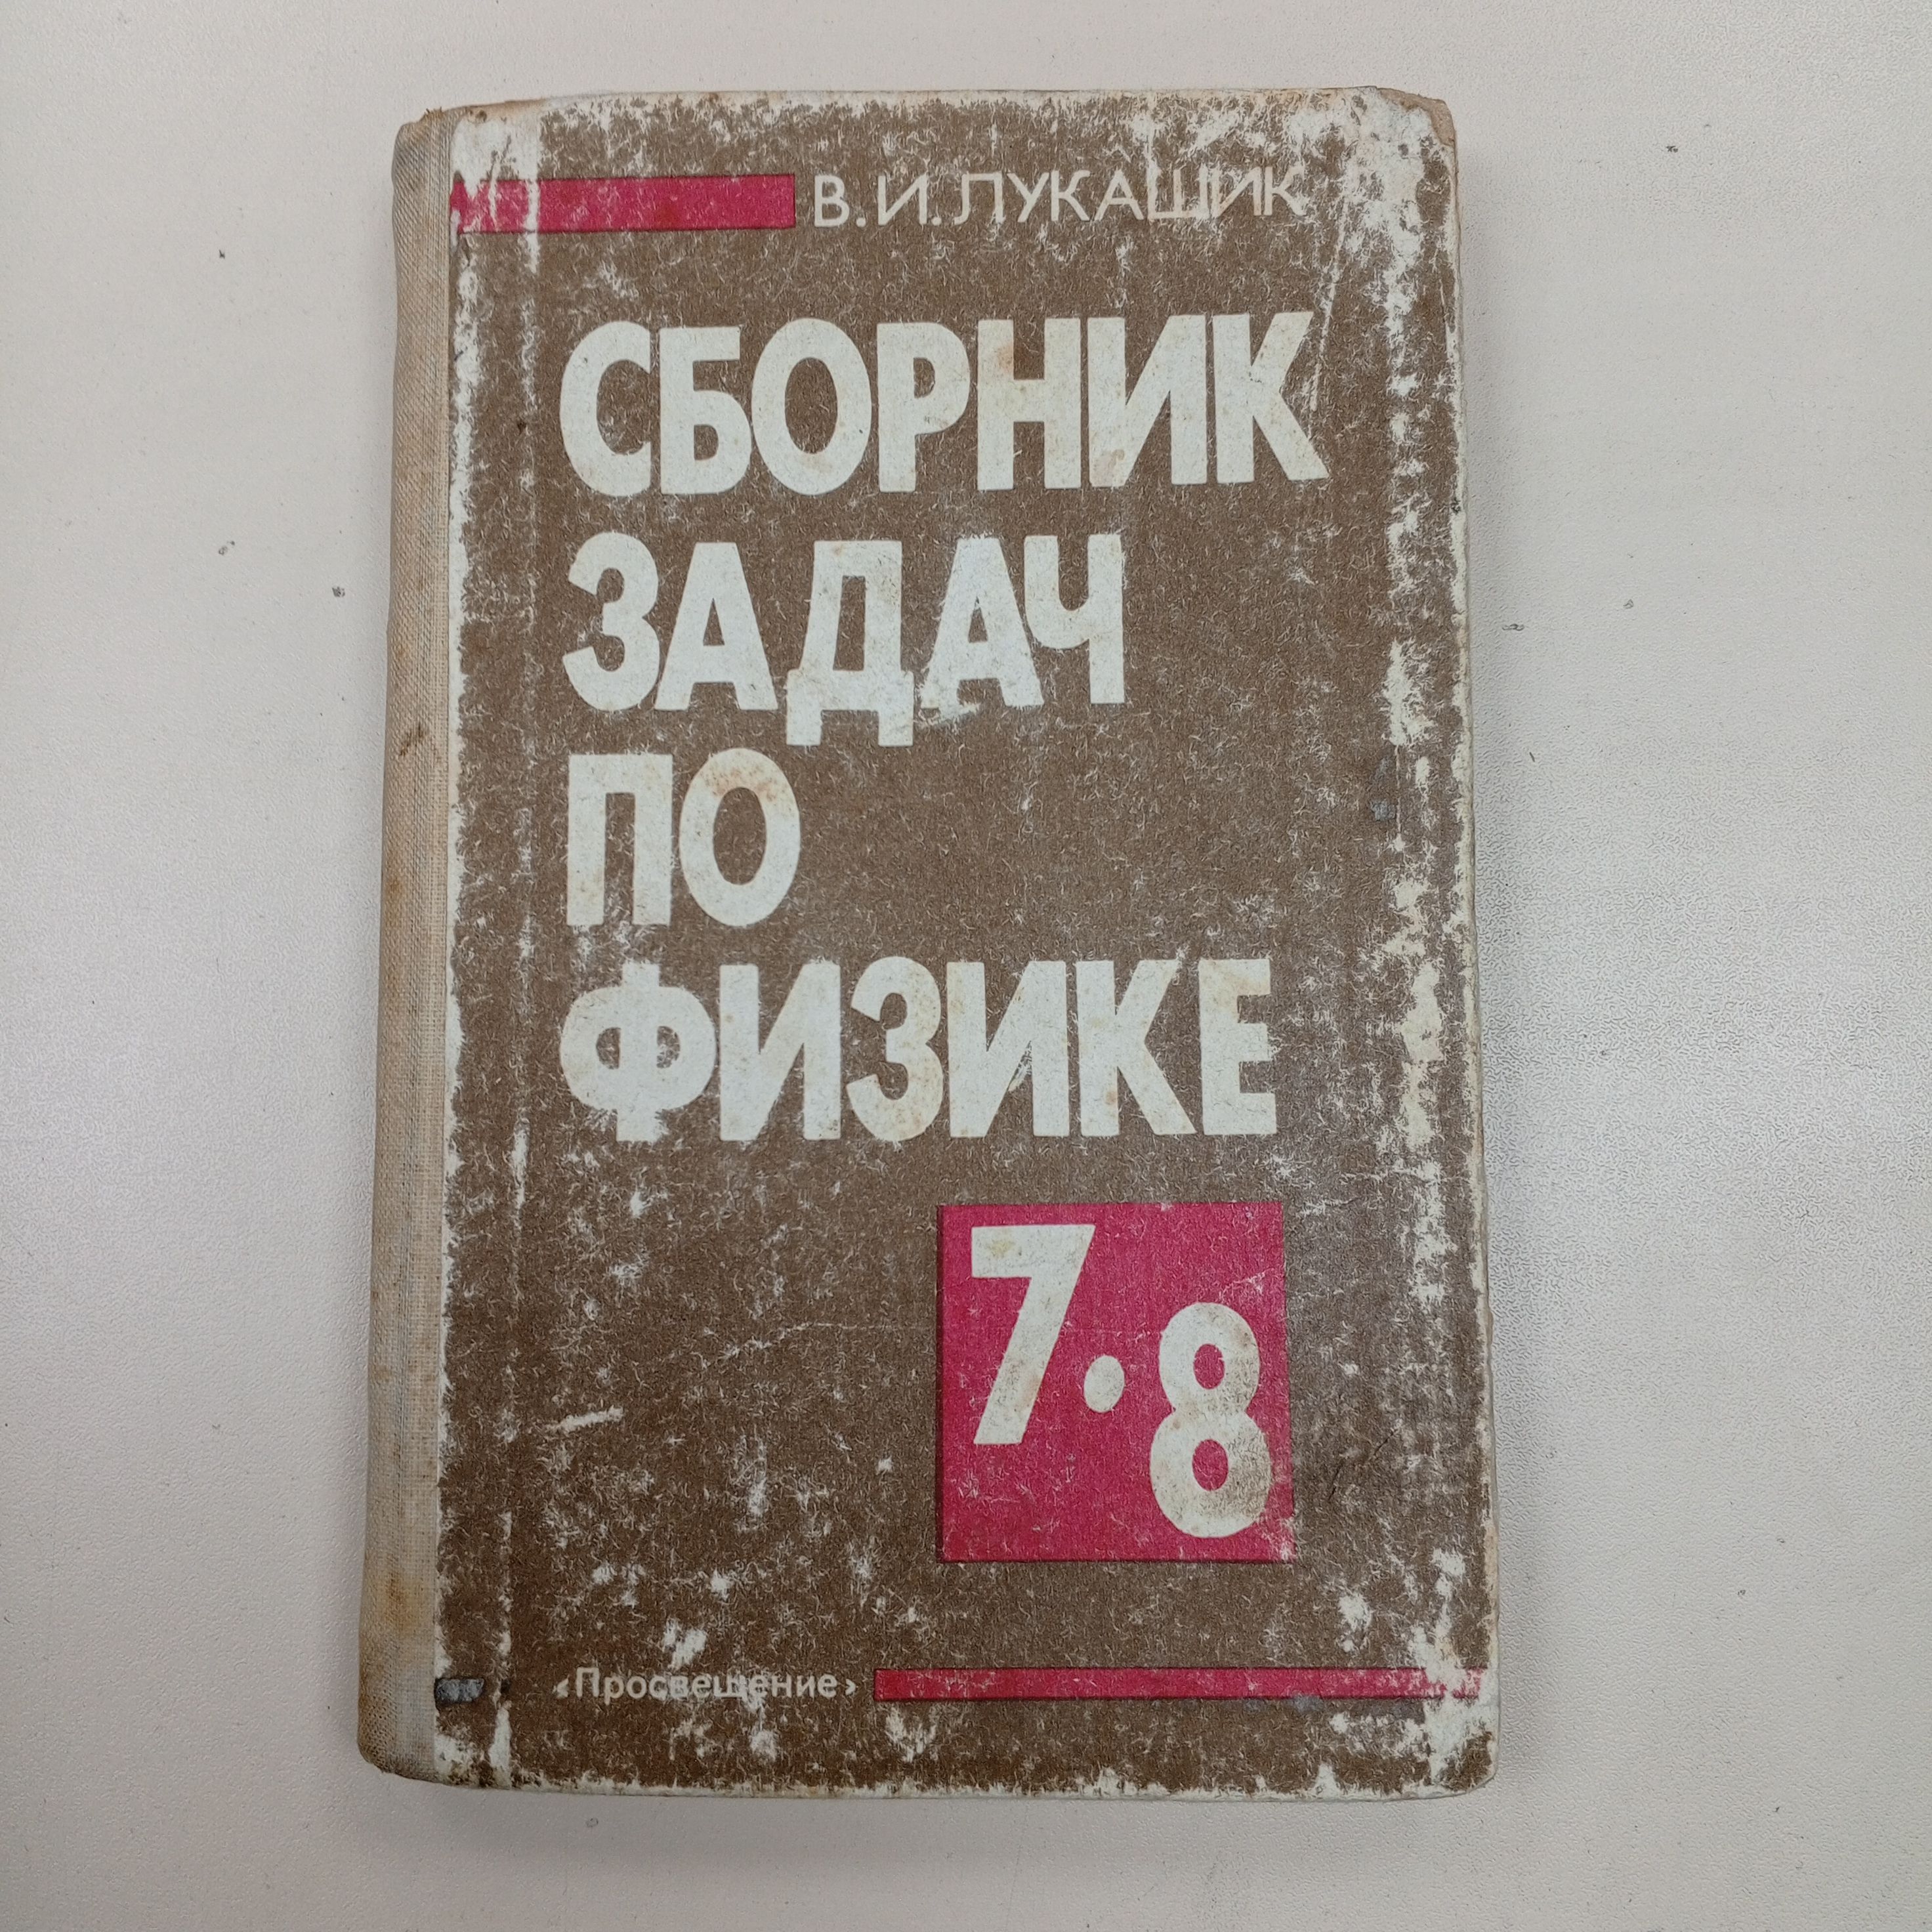 В. И. ЛУКАШИК
СБОРНИК
ЗАДАЧ
ПО
ФИЗИКЕ
7·8
«Просвещение»